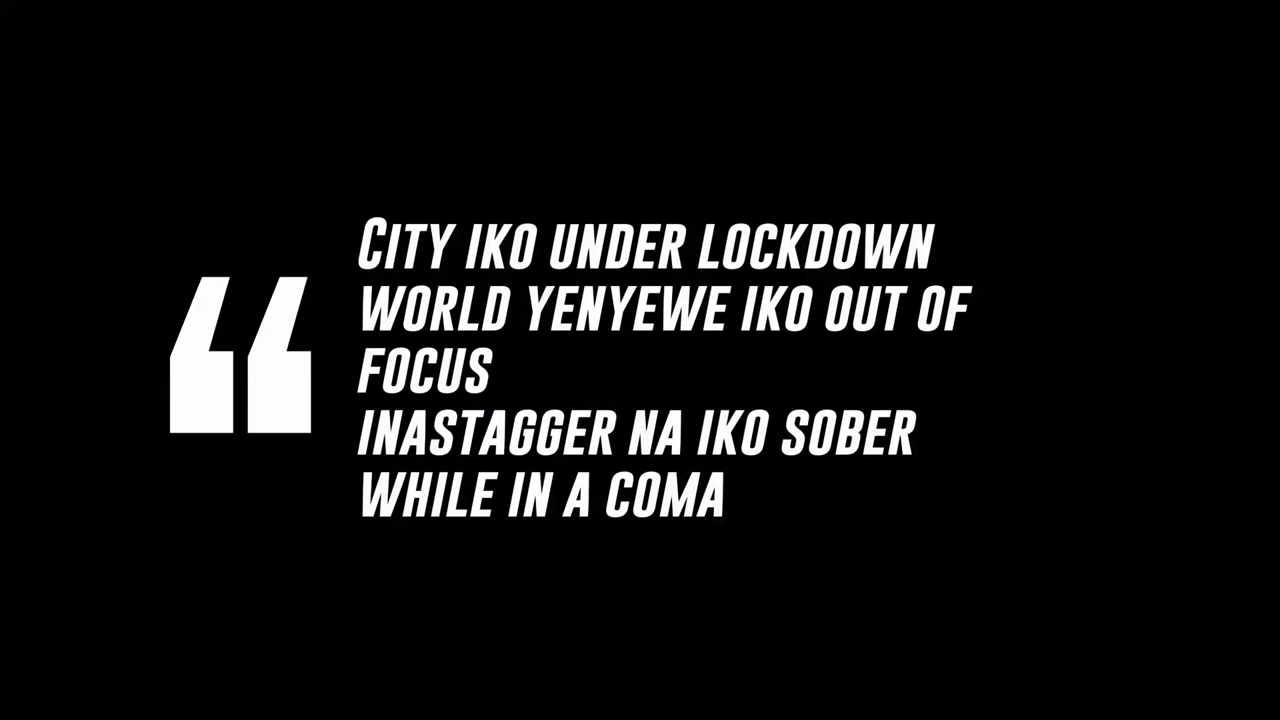 “
City iko under lockdown
world yenyewe iko out of
focus
inastagger na iko sober
while in a coma